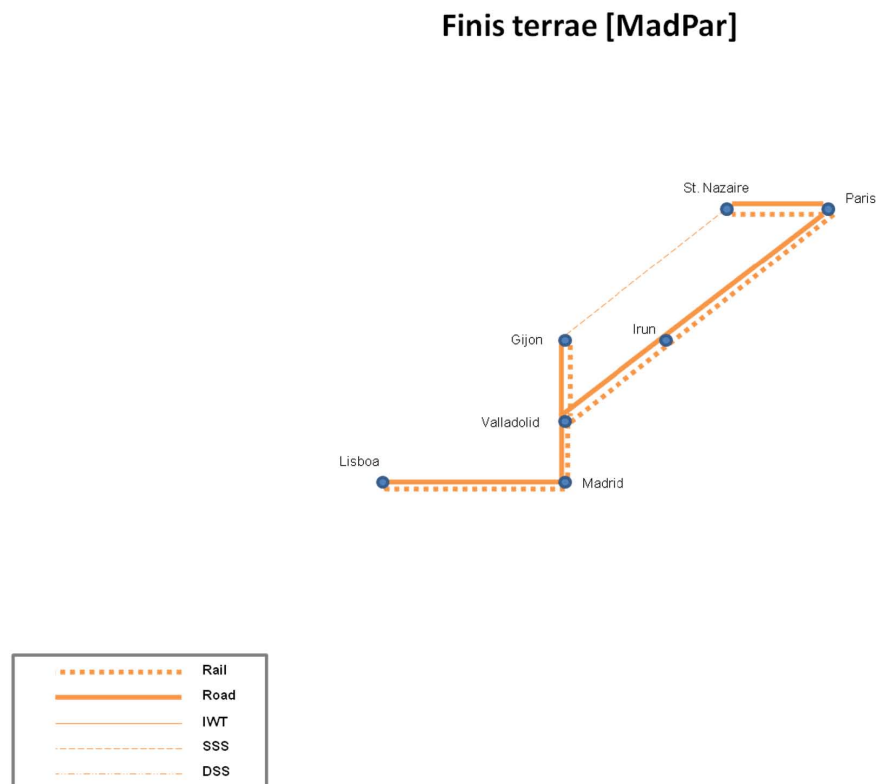 Finis terrae [MadPar]
St. Nazaire
Paris
Irun
Gijon
Valladolid
Lisboa
Madrid
Rail
Road
IWT
SSS
DSS